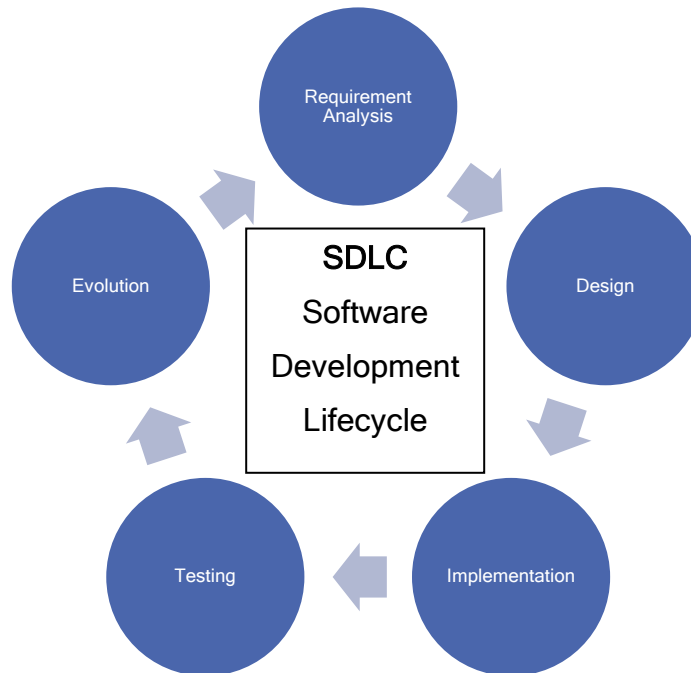 Requirement
Analysis
SDLC
Software
Development
Lifecycle
Evolution
Design
Testing
Implementation